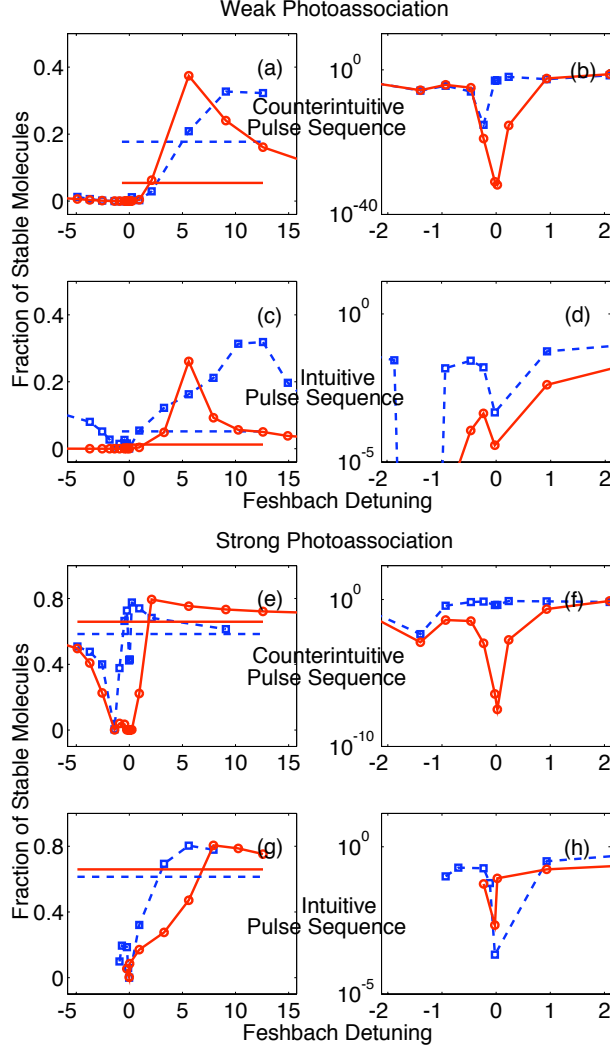 Weak Photoassociation
0.4
0.2
0
(a)
-5 0 5 10 15
10^0
10^-40
(b)
-2 -1 0 1 2
Counterintuitive
Pulse Sequence
Fraction of Stable Molecules
0.4
0.2
0
(c)
-5 0 5 10 15
10^0
10^-5
(d)
-2 -1 0 1 2
Intuitive
Pulse Sequence
Feshbach Detuning
Feshbach Detuning
Strong Photoassociation
0.8
0.4
0
(e)
-5 0 5 10 15
10^0
10^-10
(f)
-2 -1 0 1 2
Counterintuitive
Pulse Sequence
Fraction of Stable Molecules
0.8
0.4
0
(g)
-5 0 5 10 15
10^0
10^-5
(h)
-2 -1 0 1 2
Intuitive
Pulse Sequence
Feshbach Detuning
Feshbach Detuning